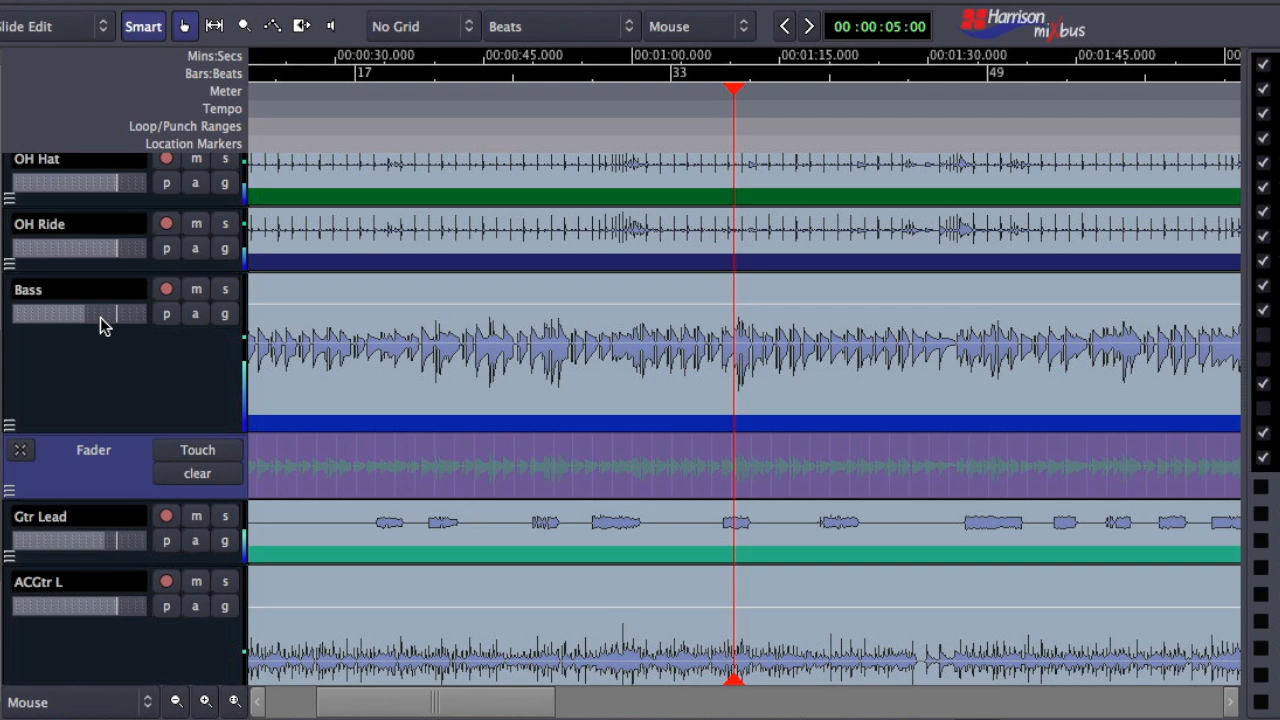 lide Edit Smart No Grid Beats Mouse 00:00:05:00 Harrison mixbus
Mins:Secs 00:00:30.000 00:00:45.000 00:01:00.000 00:01:15.000 00:01:30.000 00:01:45.000 00
Bars:Beats 17 33 49
Meter
Tempo
Loop/Punch Ranges
Location Markers
OH Hat m s
p a g
OH Ride m s
p a g
Bass m s
p a g
Fader Touch
clear
Gtr Lead m s
p a g
ACGtr L m s
p a g
Mouse